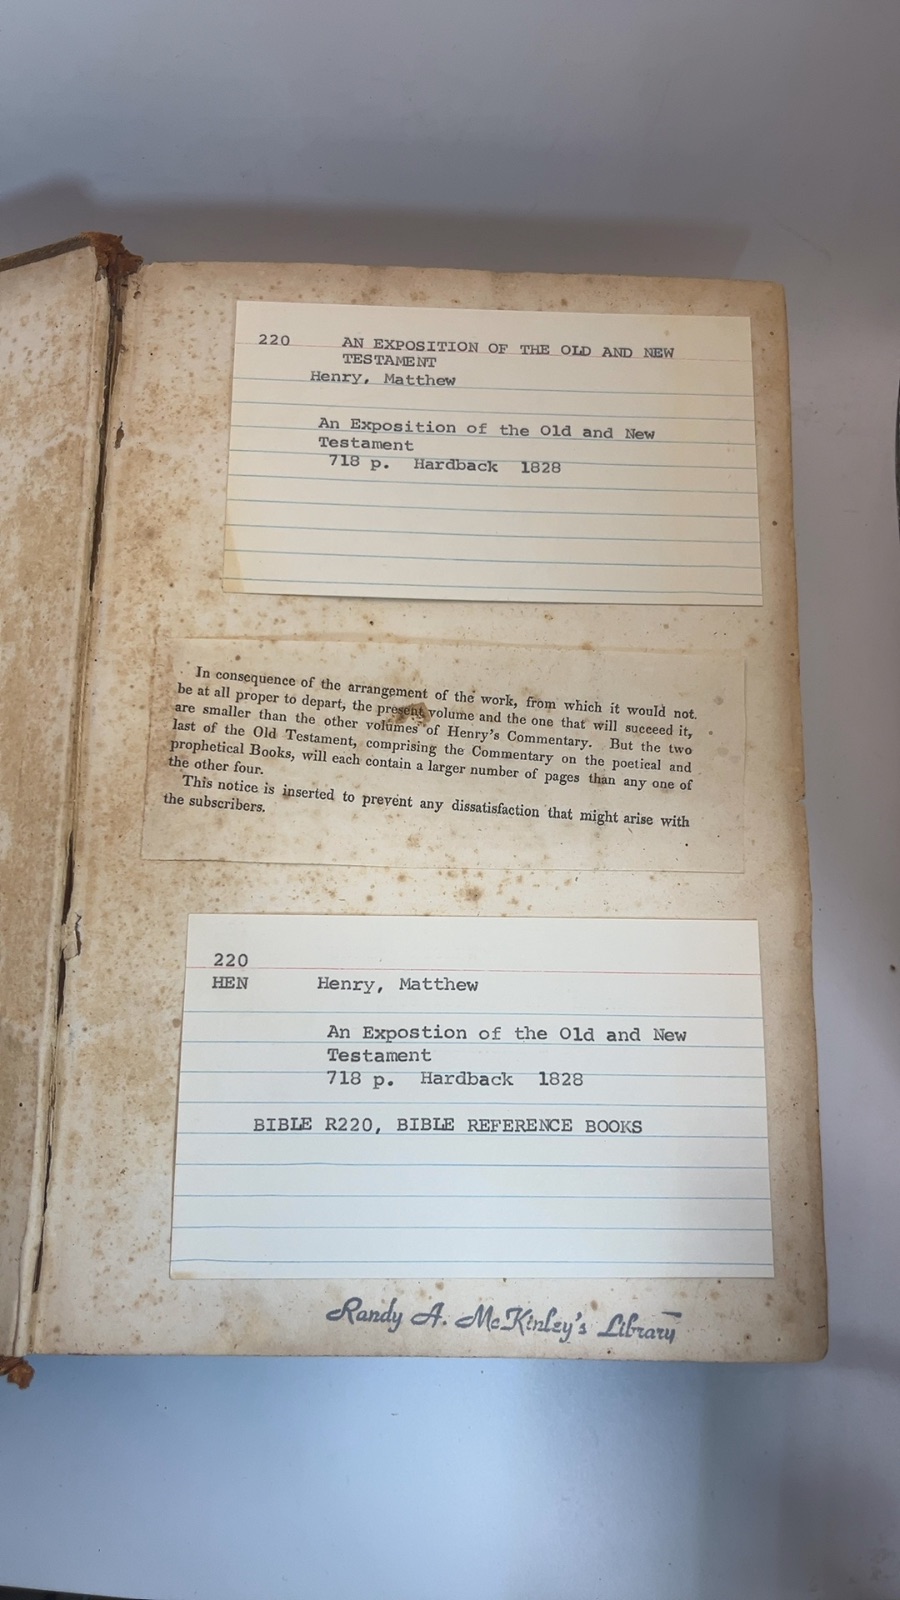 220 AN EXPOSITION OF THE OLD AND NEW
TESTAMENT
Henry, Matthew
An Exposition of the Old and New
Testament
718 p. Hardback 1828
In consequence of the arrangement of the work, from which it would not
be at all proper to depart, the present volume and the one that will succeed it,
are smaller than the other volumes of Henry's Commentary. But the two
last of the Old Testament, comprising the Commentary on the poetical and
prophetical Books, will each contain a larger number of pages than any one of
the other four.
This notice is inserted to prevent any dissatisfaction that might arise with
the subscribers.
220
HEN Henry, Matthew
An Expostion of the Old and New
Testament
718 p. Hardback 1828
BIBLE R220, BIBLE REFERENCE BOOKS
Randy A. McKinley's Library